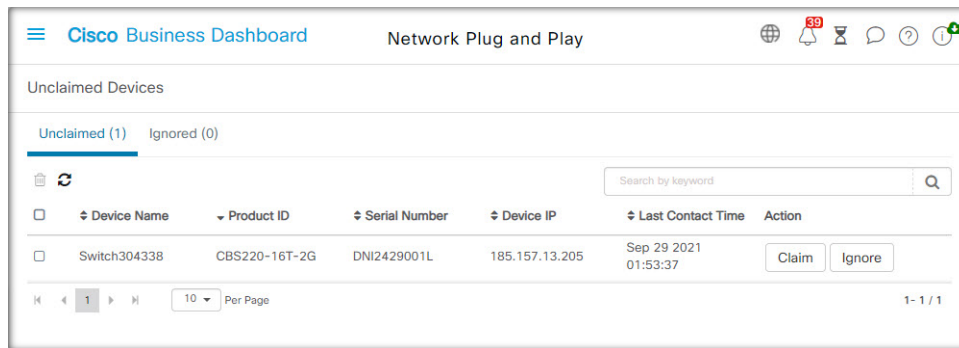 Cisco Business Dashboard Network Plug and Play 39
Unclaimed Devices
Unclaimed (1) Ignored (0)
Search by keyword
Device Name Product ID Serial Number Device IP Last Contact Time Action
Switch304338 CBS220-16T-2G DNI2429001L 185.157.13.205 Sep 29 2021 Claim Ignore
01:53:37
1 10 Per Page 1- 1 / 1